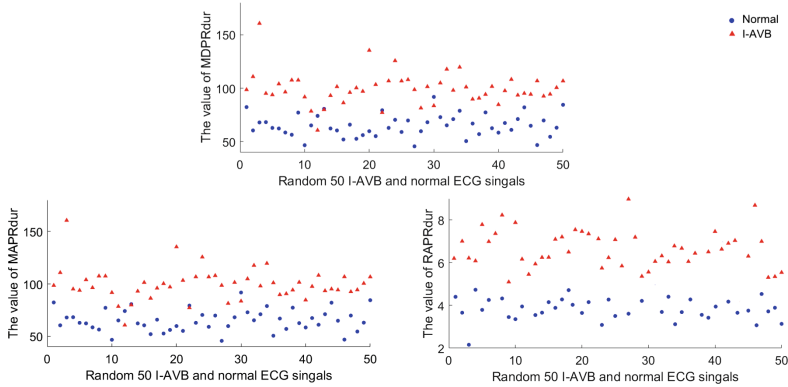 Normal
I-AVB
The value of MDPRdur
150
100
50
0 10 20 30 40 50
Random 50 I-AVB and normal ECG singals
The value of MAPRdur
150
100
50
0 10 20 30 40 50
Random 50 I-AVB and normal ECG singals
The value of RAPRdur
8
6
4
2
0 10 20 30 40 50
Random 50 I-AVB and normal ECG singals